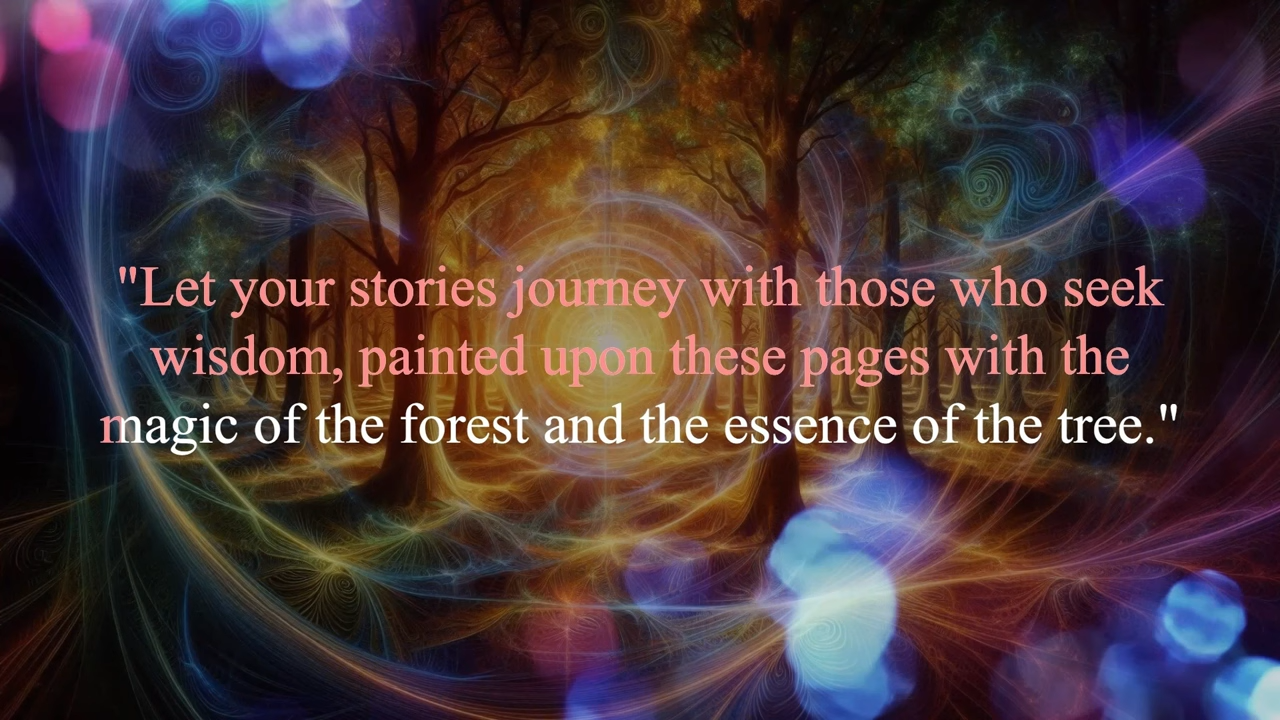 "Let your stories journey with those who seek
wisdom, painted upon these pages with the
magic of the forest and the essence of the tree."